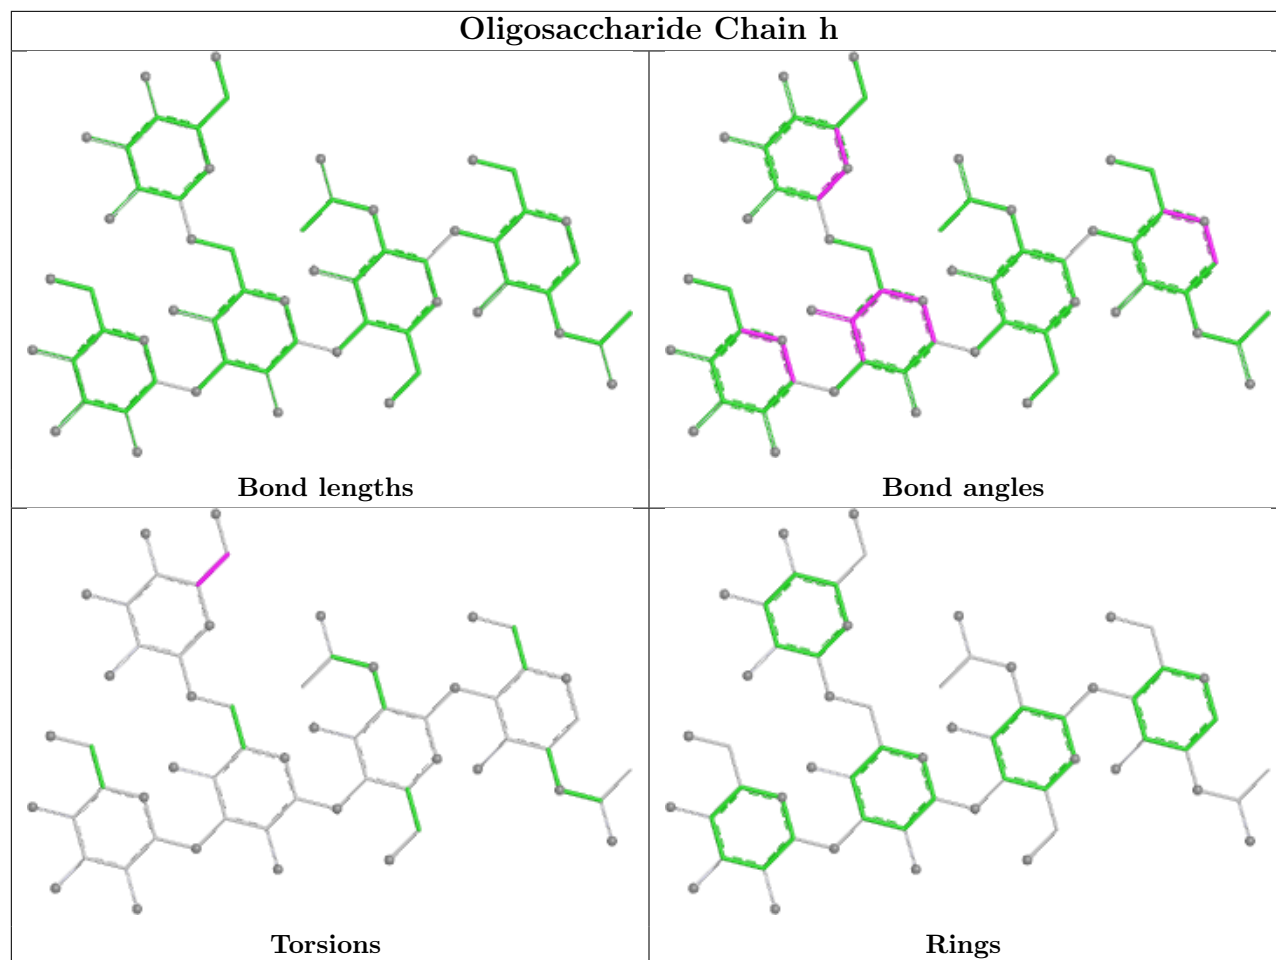 Oligosaccharide Chain h
Bond lengths
Bond angles
Torsions
Rings